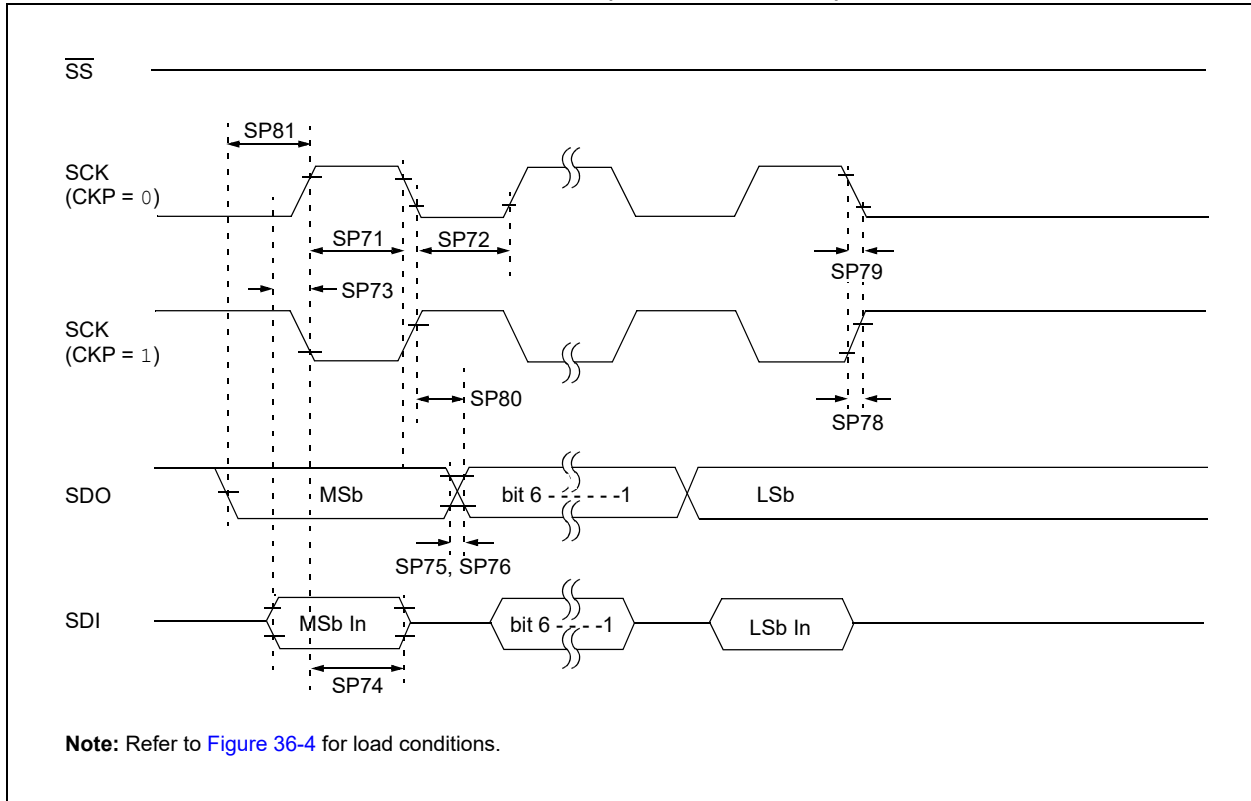 SS
SP81
SCK
(CKP = 0)
SP71
SP72
SP79
SP73
SCK
(CKP = 1)
SP80
SP78
SDO
MSb
bit 6 - - - - - -1
LSb
SP75, SP76
SDI
MSb In
bit 6 - - - -1
LSb In
SP74
Note: Refer to Figure 36-4 for load conditions.